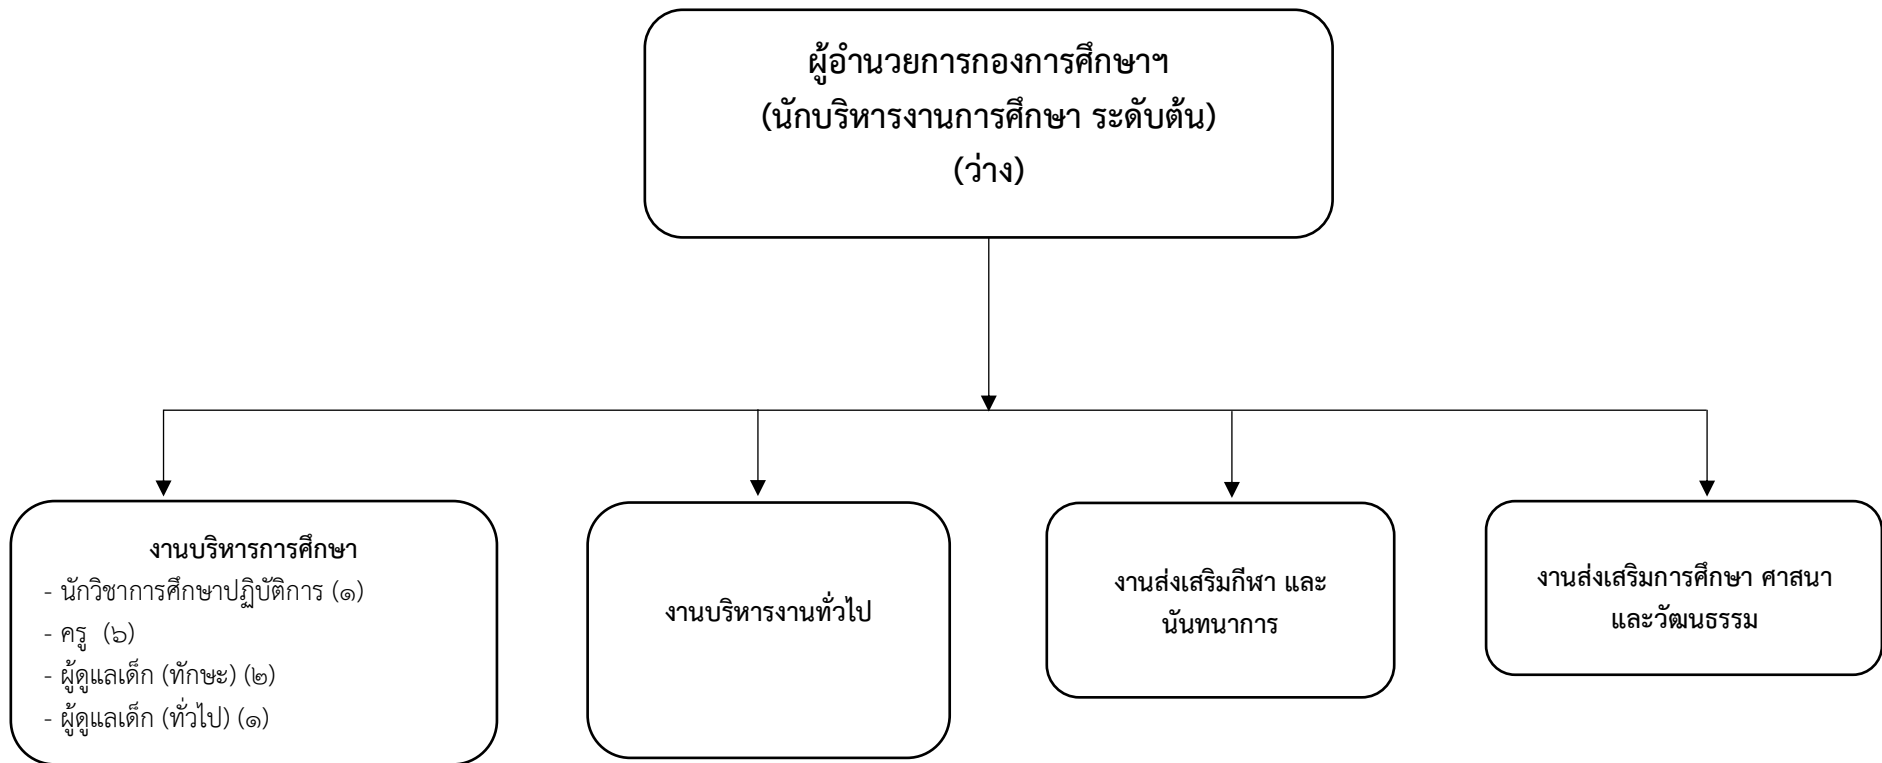 ผู้อำนวยการกองการศึกษาฯ
(นักบริหารงานการศึกษา ระดับต้น)
(ว่าง)
งานบริหารการศึกษา
- นักวิชาการศึกษาปฏิบัติการ (๑)
- ครู (๖)
- ผู้ดูแลเด็ก (ทักษะ) (๒)
- ผู้ดูแลเด็ก (ทั่วไป) (๑)
งานบริหารงานทั่วไป
งานส่งเสริมกีฬา และ
นันทนาการ
งานส่งเสริมการศึกษา ศาสนา
และวัฒนธรรม